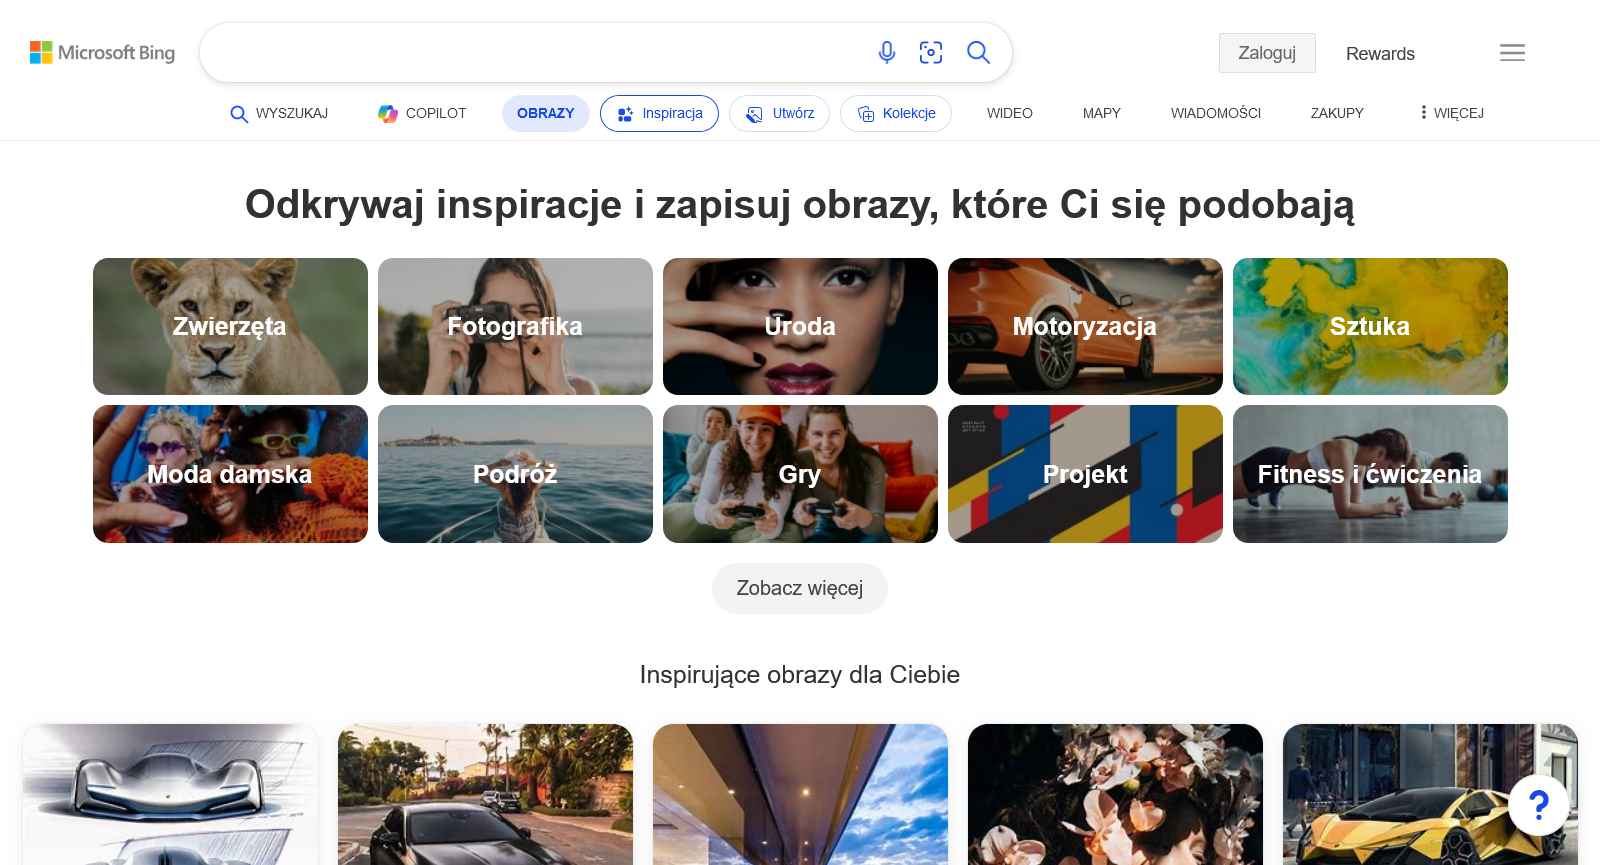 Microsoft Bing
Zaloguj
Rewards
WYSZUKAJ
COPILOT
OBRAZY
Inspiracja
Utwórz
Kolekcje
WIDEO
MAPY
WIADOMOŚCI
ZAKUPY
WIĘCEJ
Odkrywaj inspiracje i zapisuj obrazy, które Ci się podobają
Zwierzęta
Fotografika
Uroda
Motoryzacja
Sztuka
Moda damska
Podróż
Gry
Projekt
Fitness i ćwiczenia
Zobacz więcej
Inspirujące obrazy dla Ciebie
?